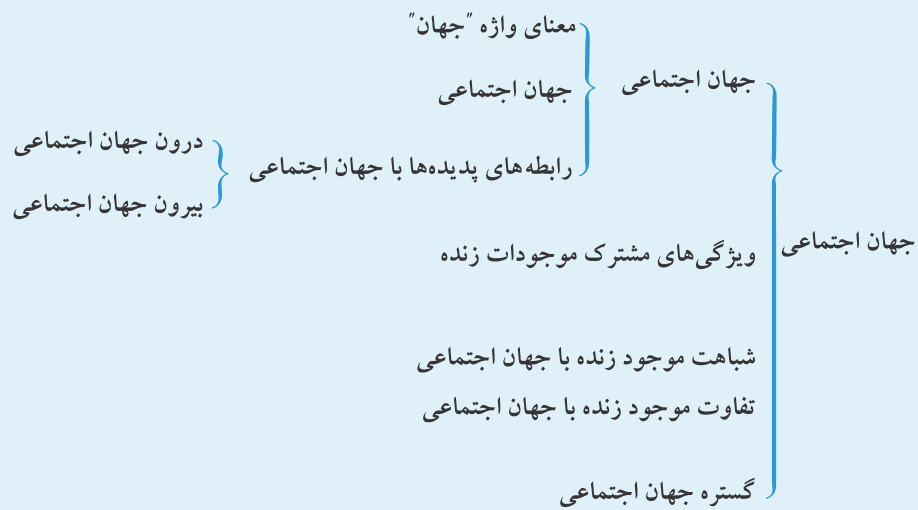 جهان اجتماعی
جهان اجتماعی
معنای واژه "جهان"
جهان اجتماعی
رابطه‌های پدیده‌ها با جهان اجتماعی
درون جهان اجتماعی
بیرون جهان اجتماعی
ویژگی‌های مشترک موجودات زنده
شباهت موجود زنده با جهان اجتماعی
تفاوت موجود زنده با جهان اجتماعی
گستره جهان اجتماعی